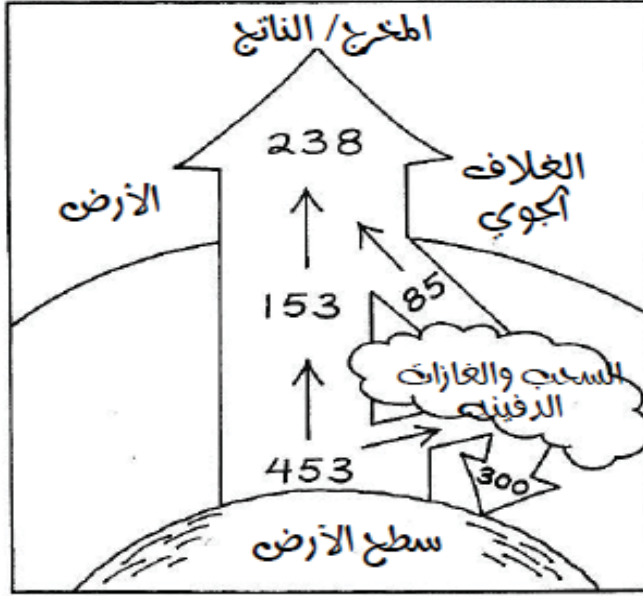 المخرج/ الناتج
238
الأرض
الغلاف
الجوي
153
85
السحب والغازات
الدفينه
453
300
سطح الأرض